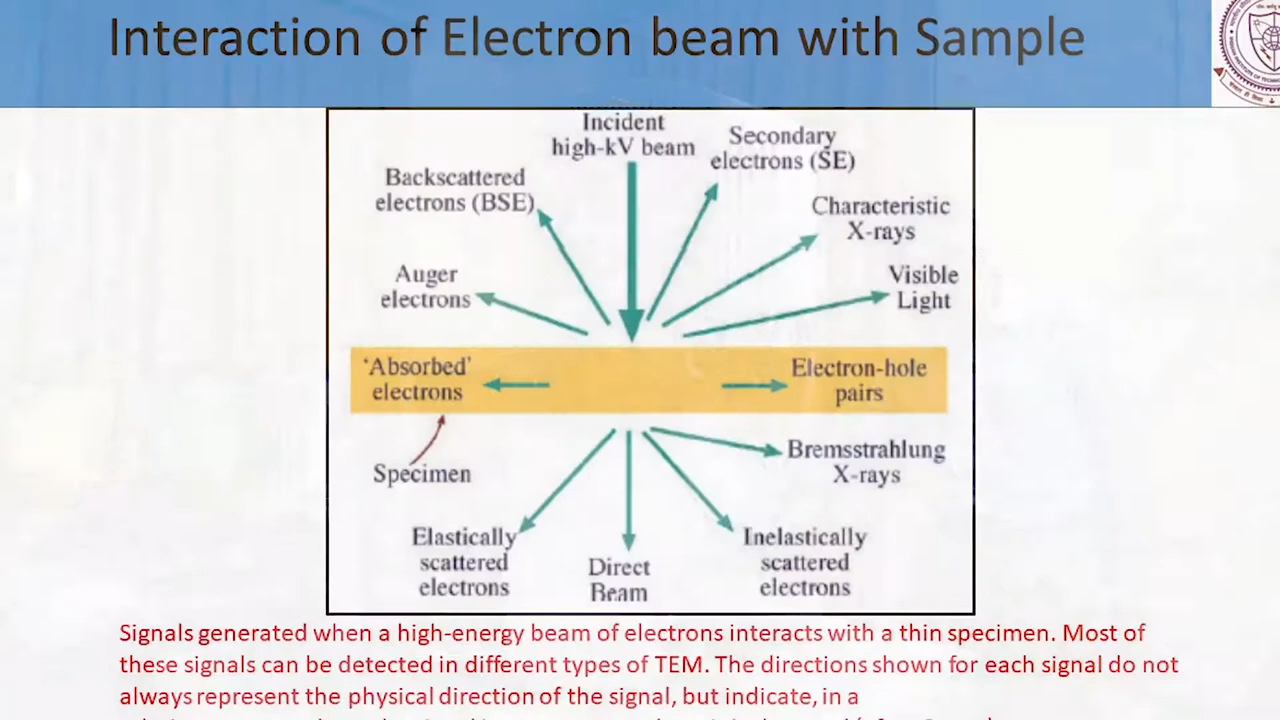 Interaction of Electron beam with Sample
Incident
high-kV beam
Secondary
electrons (SE)
Backscattered
electrons (BSE)
Characteristic
X-rays
Auger
electrons
Visible
Light
'Absorbed'
electrons
Electron-hole
pairs
Specimen
Bremsstrahlung
X-rays
Elastically
scattered
electrons
Direct
Beam
Inelastically
scattered
electrons
Signals generated when a high-energy beam of electrons interacts with a thin specimen. Most of
these signals can be detected in different types of TEM. The directions shown for each signal do not
always represent the physical direction of the signal, but indicate, in a